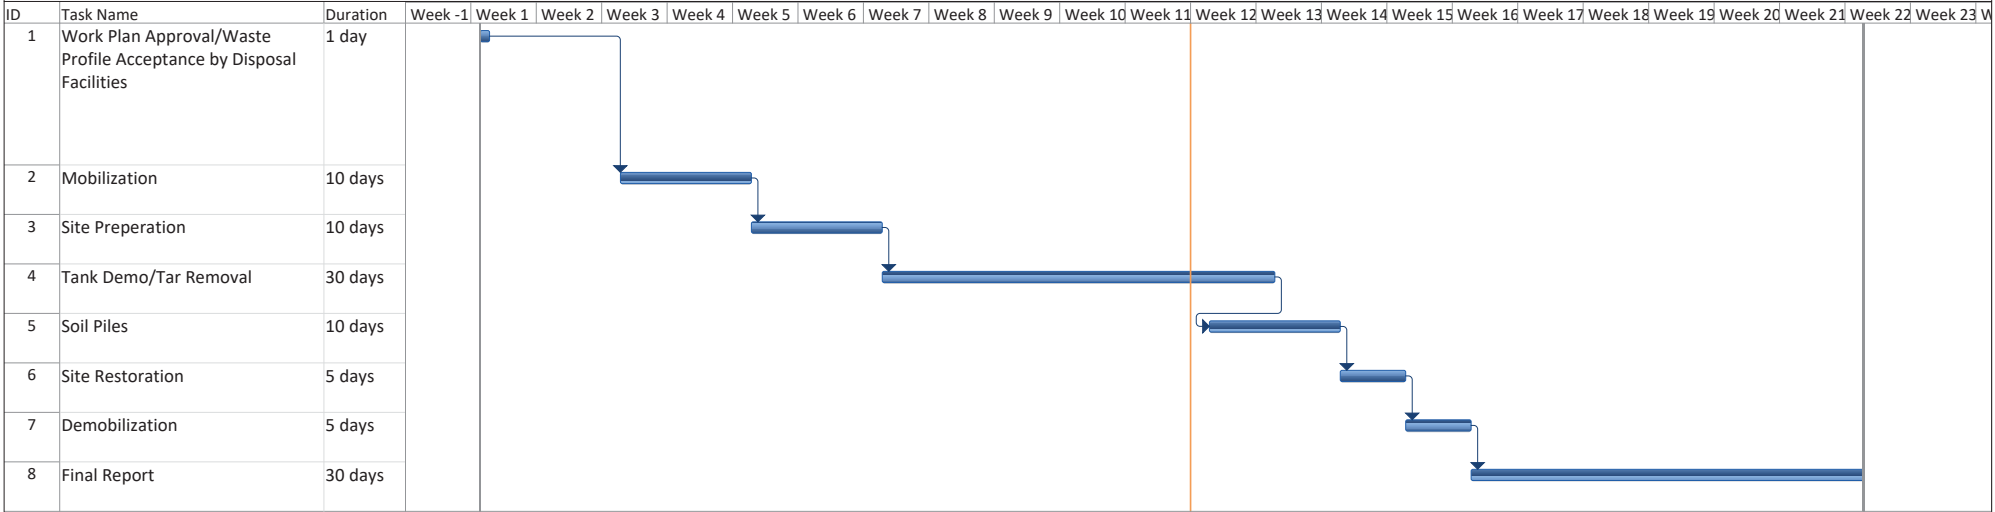 ID Task Name Duration Week -1 Week 1 Week 2 Week 3 Week 4 Week 5 Week 6 Week 7 Week 8 Week 9 Week 10 Week 11 Week 12 Week 13 Week 14 Week 15 Week 16 Week 17 Week 18 Week 19 Week 20 Week 21 Week 22 Week 23 W
1 Work Plan Approval/Waste 1 day
Profile Acceptance by Disposal
Facilities
2 Mobilization 10 days
3 Site Preperation 10 days
4 Tank Demo/Tar Removal 30 days
5 Soil Piles 10 days
6 Site Restoration 5 days
7 Demobilization 5 days
8 Final Report 30 days